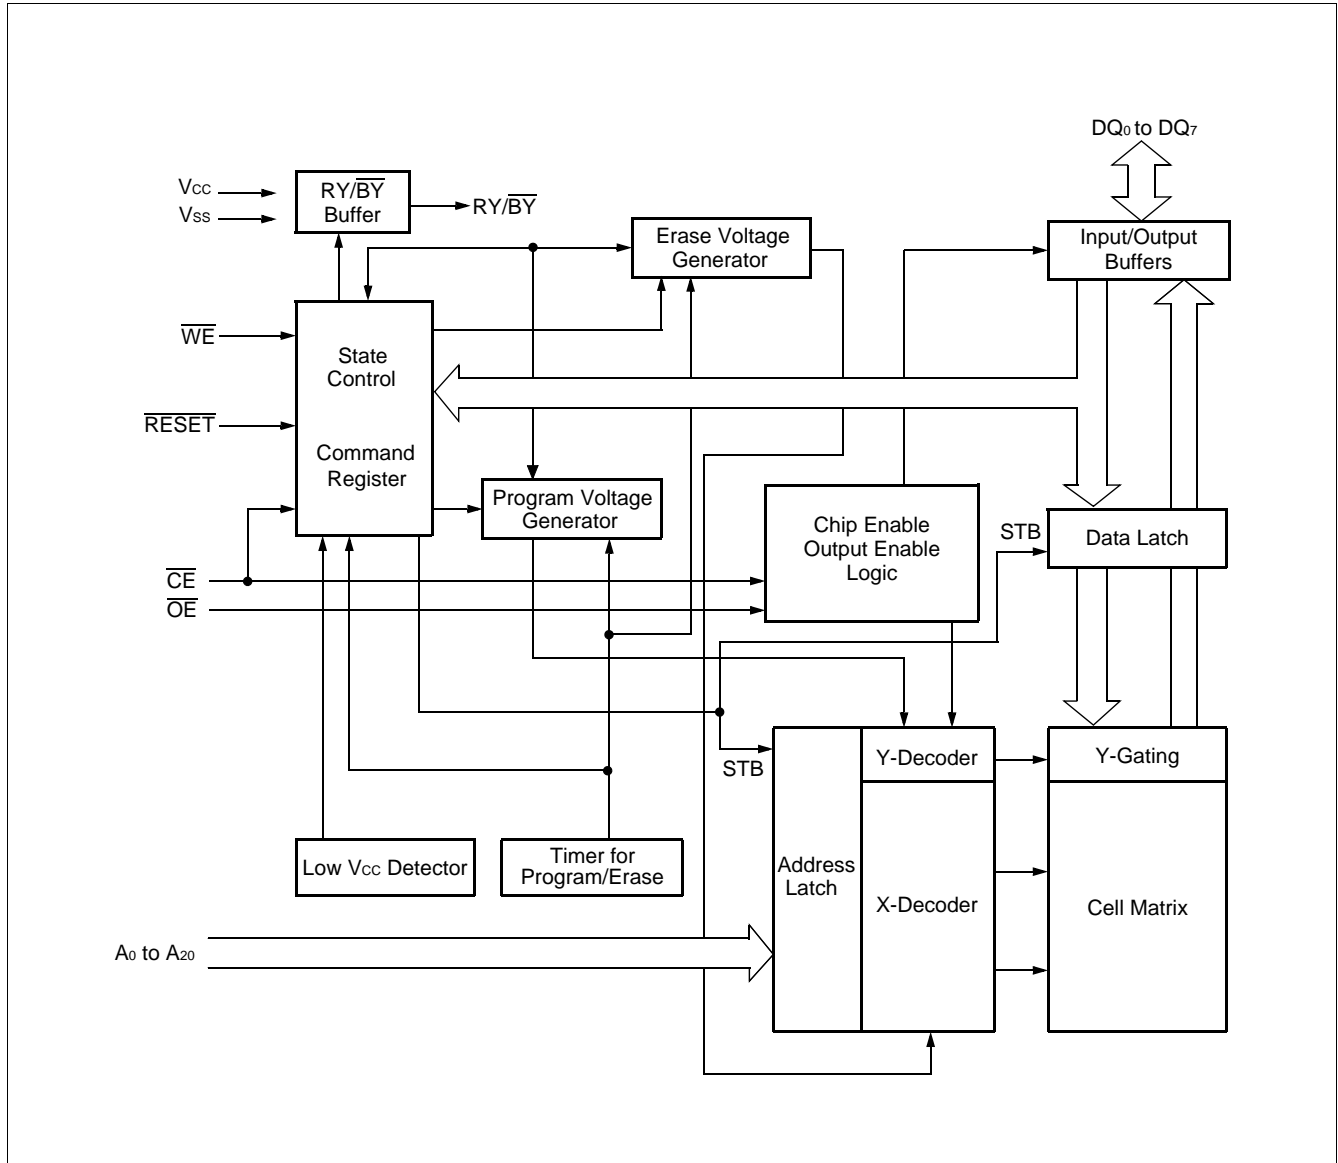 DQ0 to DQ7
VCC
VSS
RY/BY
Buffer
RY/BY
Erase Voltage
Generator
Input/Output
Buffers
WE
State
Control
RESET
Command
Register
Program Voltage
Generator
Chip Enable
Output Enable
Logic
STB
Data Latch
CE
OE
STB
Y-Decoder
Y-Gating
Low VCC Detector
Timer for
Program/Erase
Address
Latch
X-Decoder
Cell Matrix
A0 to A20